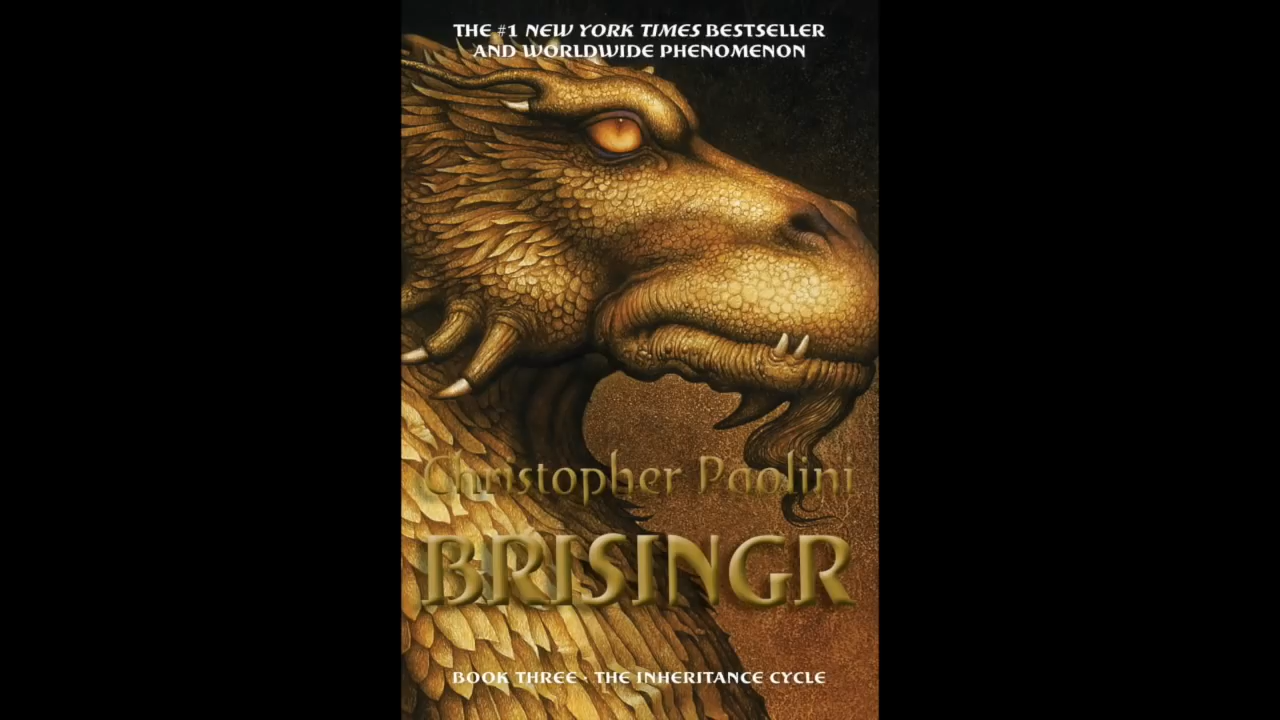 THE #1 NEW YORK TIMES BESTSELLER
AND WORLDWIDE PHENOMENON
Christopher Paolini
BRISINGR
BOOK THREE · THE INHERITANCE CYCLE